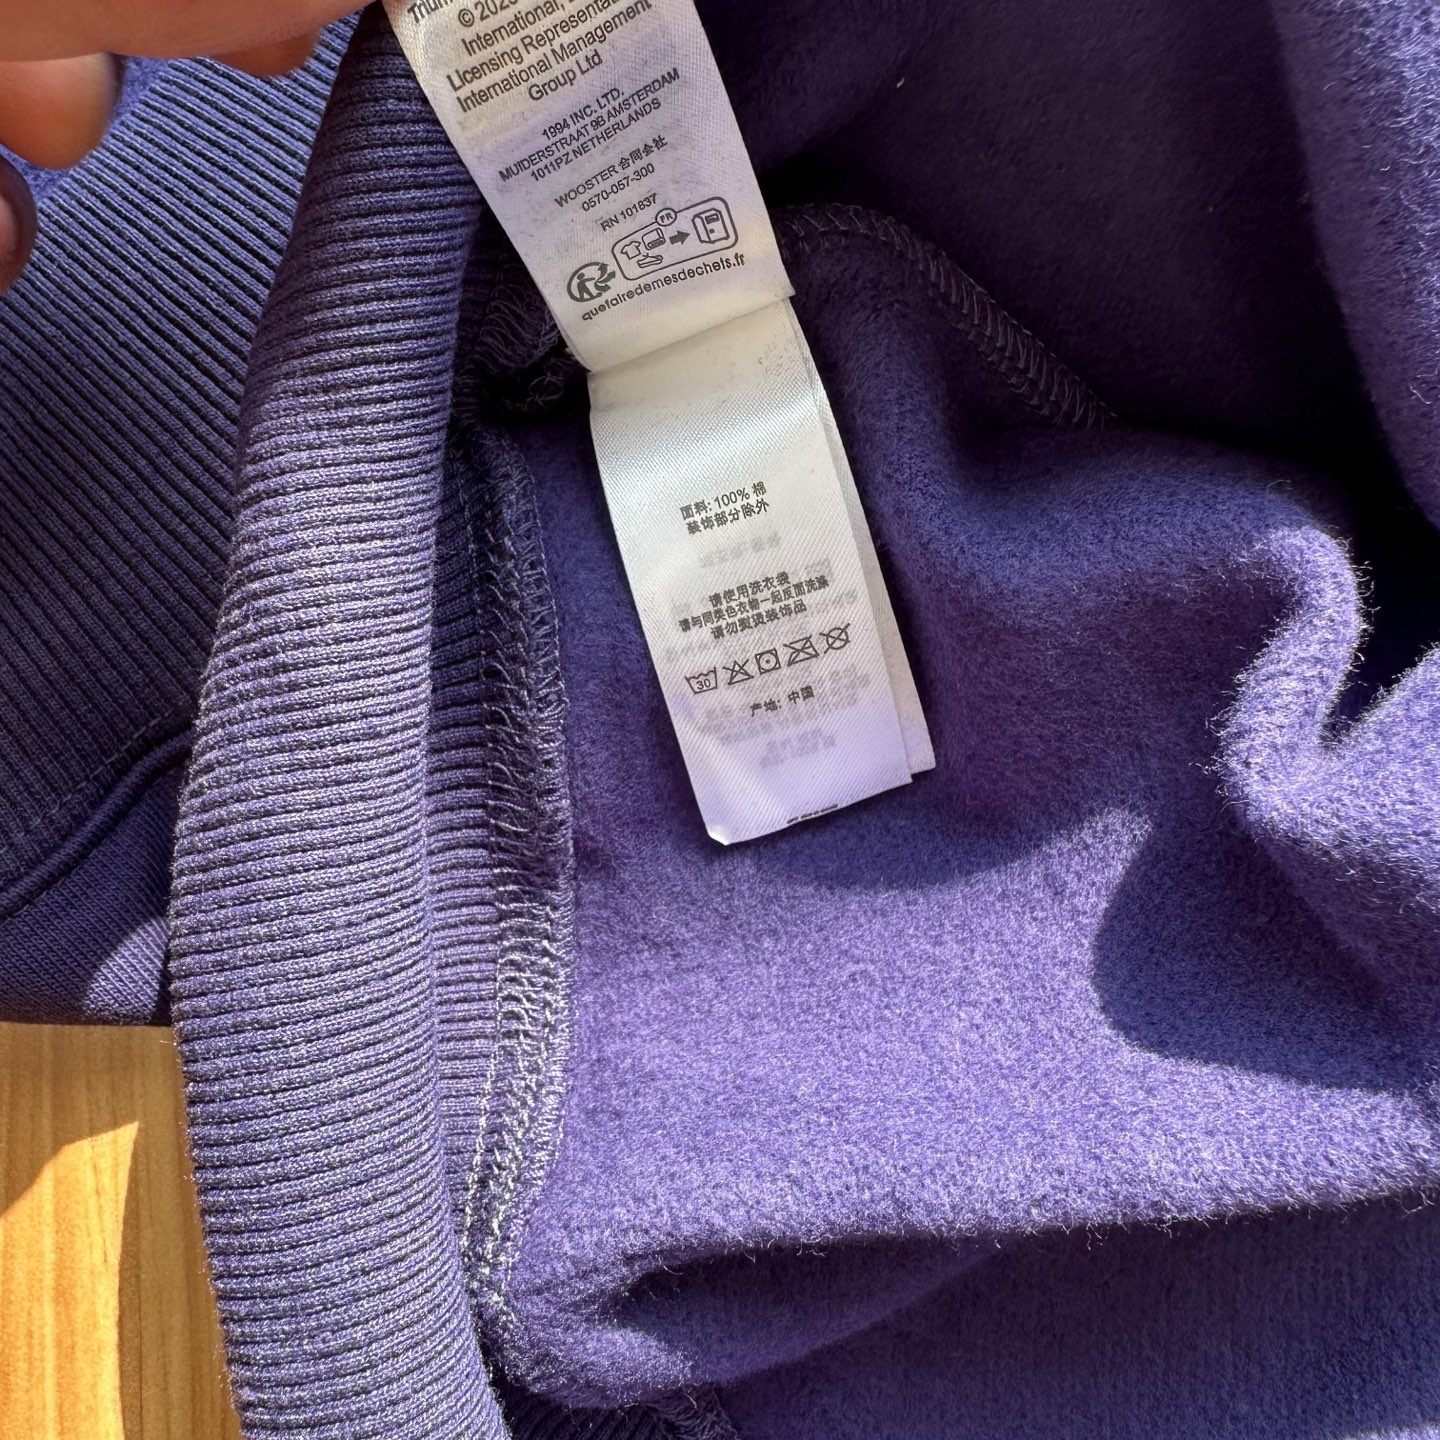 © 202
International,
Licensing Representa
International Management
Group Ltd
1994 INC. LTD.
MUIDERSTRAAT 9B AMSTERDAM
1011PZ NETHERLANDS
WOOSTER 合同会社
0570-057-300
RN 101837
FR
quefairedemesdechets.fr
面料: 100% 棉
装饰部分除外
请使用洗衣袋
请与同类色衣物一起反面洗涤
请勿熨烫装饰品
30
产地: 中国